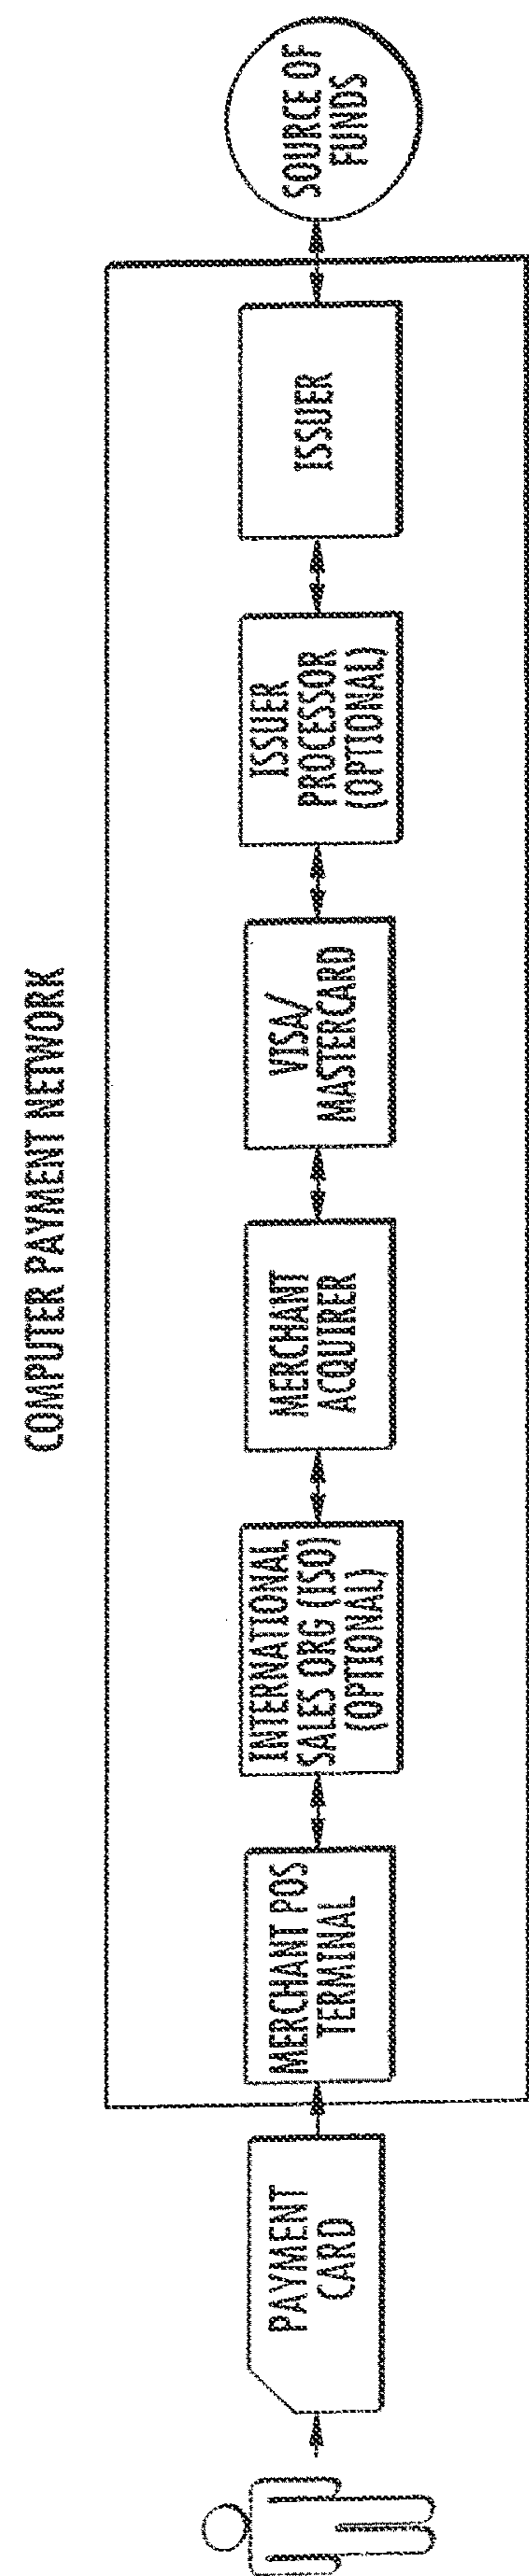 COMPUTER PAYMENT NETWORK
PAYMENT
CARD
MERCHANT POS
TERMINAL
INTERNATIONAL
SALES ORG (ISO)
(OPTIONAL)
MERCHANT
ACQUIRER
VISA/
MASTERCARD
ISSUER
PROCESSOR
(OPTIONAL)
ISSUER
SOURCE OF
FUNDS